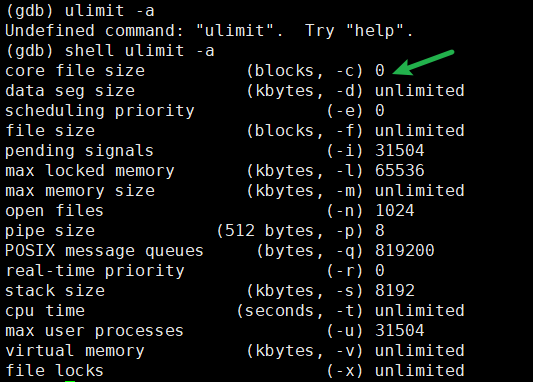 (gdb) ulimit -a
Undefined command: "ulimit".  Try "help".
(gdb) shell ulimit -a
core file size          (blocks, -c) 0
data seg size           (kbytes, -d) unlimited
scheduling priority             (-e) 0
file size               (blocks, -f) unlimited
pending signals                 (-i) 31504
max locked memory       (kbytes, -l) 65536
max memory size         (kbytes, -m) unlimited
open files                      (-n) 1024
pipe size            (512 bytes, -p) 8
POSIX message queues     (bytes, -q) 819200
real-time priority              (-r) 0
stack size              (kbytes, -s) 8192
cpu time               (seconds, -t) unlimited
max user processes              (-u) 31504
virtual memory          (kbytes, -v) unlimited
file locks                      (-x) unlimited